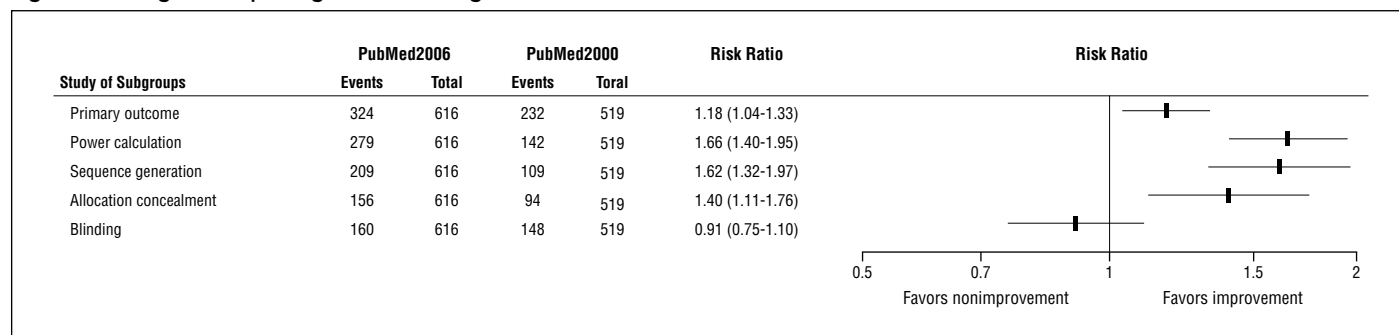 PubMed2006 PubMed2000 Risk Ratio Risk Ratio
Study of Subgroups Events Total Events Toral
Primary outcome 324 616 232 519 1.18 (1.04-1.33)
Power calculation 279 616 142 519 1.66 (1.40-1.95)
Sequence generation 209 616 109 519 1.62 (1.32-1.97)
Allocation concealment 156 616 94 519 1.40 (1.11-1.76)
Blinding 160 616 148 519 0.91 (0.75-1.10)
0.5 0.7 1 1.5 2
Favors nonimprovement Favors improvement